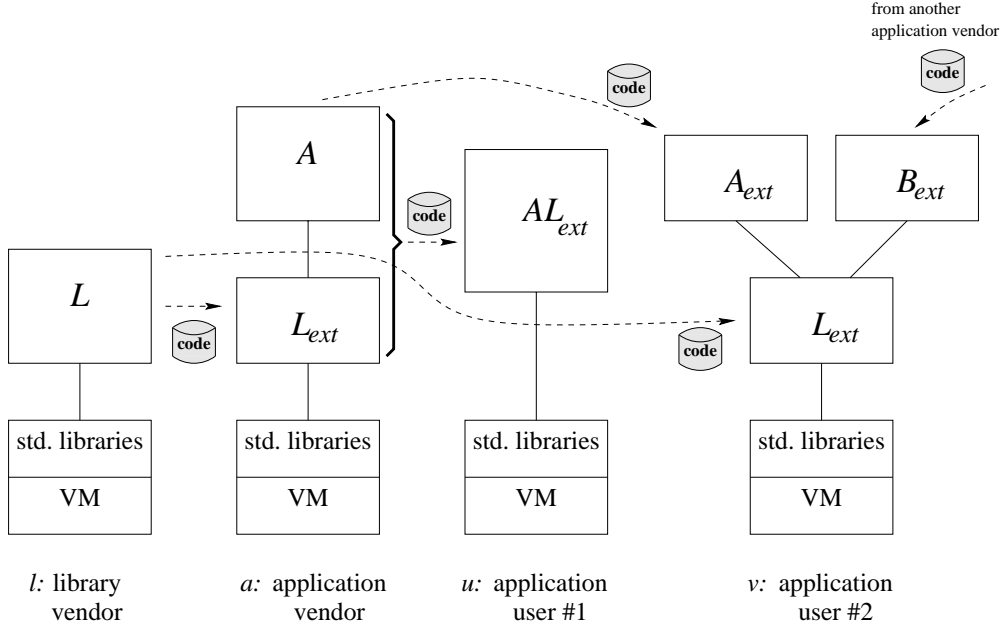 from another
application vendor
code
code
A
A_ext
B_ext
code
AL_ext
L
L_ext
L_ext
code
code
std. libraries
std. libraries
std. libraries
std. libraries
VM
VM
VM
VM
l: library
vendor
a: application
vendor
u: application
user #1
v: application
user #2